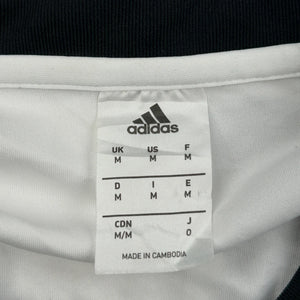 adidas
UK US F
M M M
D I E
M M M
CDN J
M/M O
MADE IN CAMBODIA